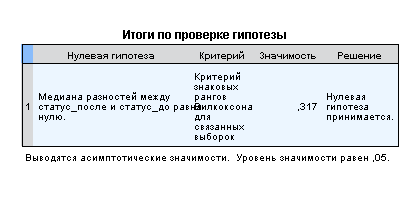 Итоги по проверке гипотезы
Нулевая гипотеза Критерий Значимость Решение
1 Медиана разностей между статус_после и статус_до равна нулю. Критерий знаковых рангов Вилкоксона для связанных выборок ,317 Нулевая гипотеза принимается.
Выводятся асимптотические значимости. Уровень значимости равен ,05.